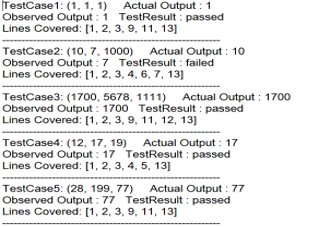 TestCase1: (1, 1, 1) Actual Output : 1
Observed Output : 1 TestResult : passed
Lines Covered: [1, 2, 3, 9, 11, 13]
------------------------------------------------------------
TestCase2: (10, 7, 1000) Actual Output : 10
Observed Output : 7 TestResult : failed
Lines Covered: [1, 2, 3, 4, 6, 7, 13]
------------------------------------------------------------
TestCase3: (1700, 5678, 1111) Actual Output : 1700
Observed Output : 1700 TestResult : passed
Lines Covered: [1, 2, 3, 9, 11, 12, 13]
------------------------------------------------------------
TestCase4: (12, 17, 19) Actual Output : 17
Observed Output : 17 TestResult : passed
Lines Covered: [1, 2, 3, 4, 5, 13]
------------------------------------------------------------
TestCase5: (28, 199, 77) Actual Output : 77
Observed Output : 77 TestResult : passed
Lines Covered: [1, 2, 3, 9, 11, 13]
------------------------------------------------------------